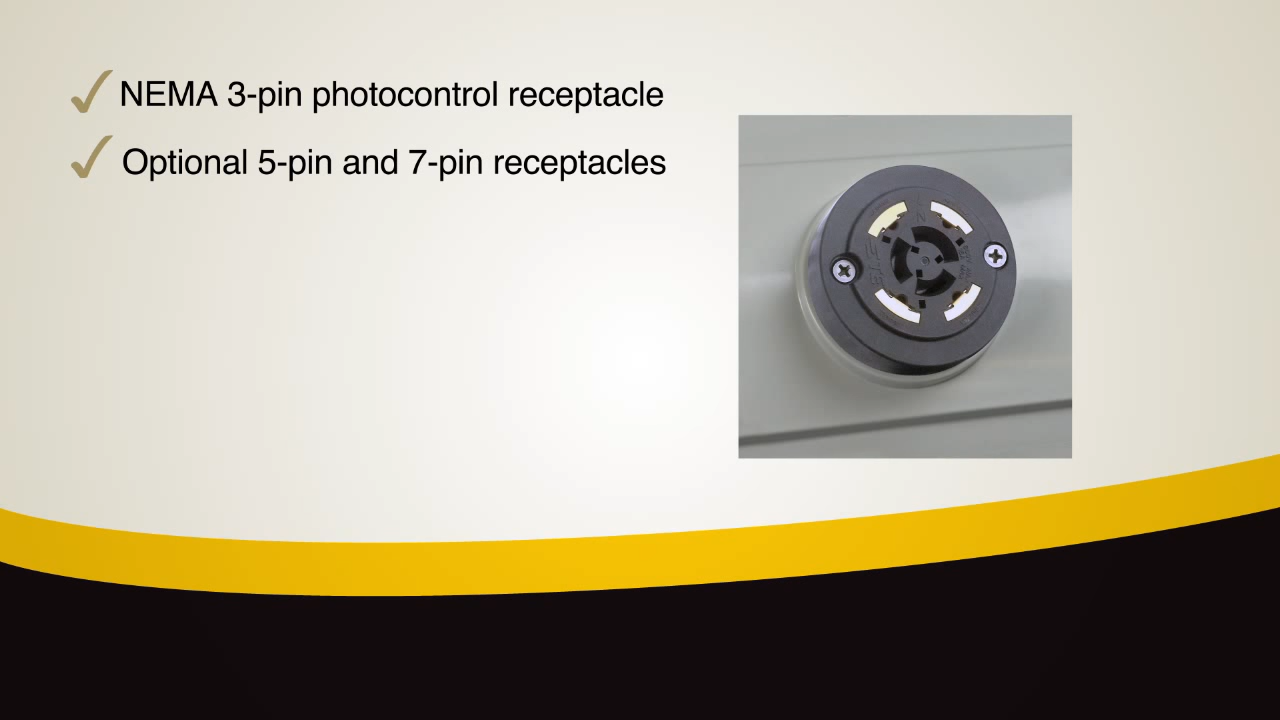 NEMA 3-pin photocontrol receptacle
Optional 5-pin and 7-pin receptacles